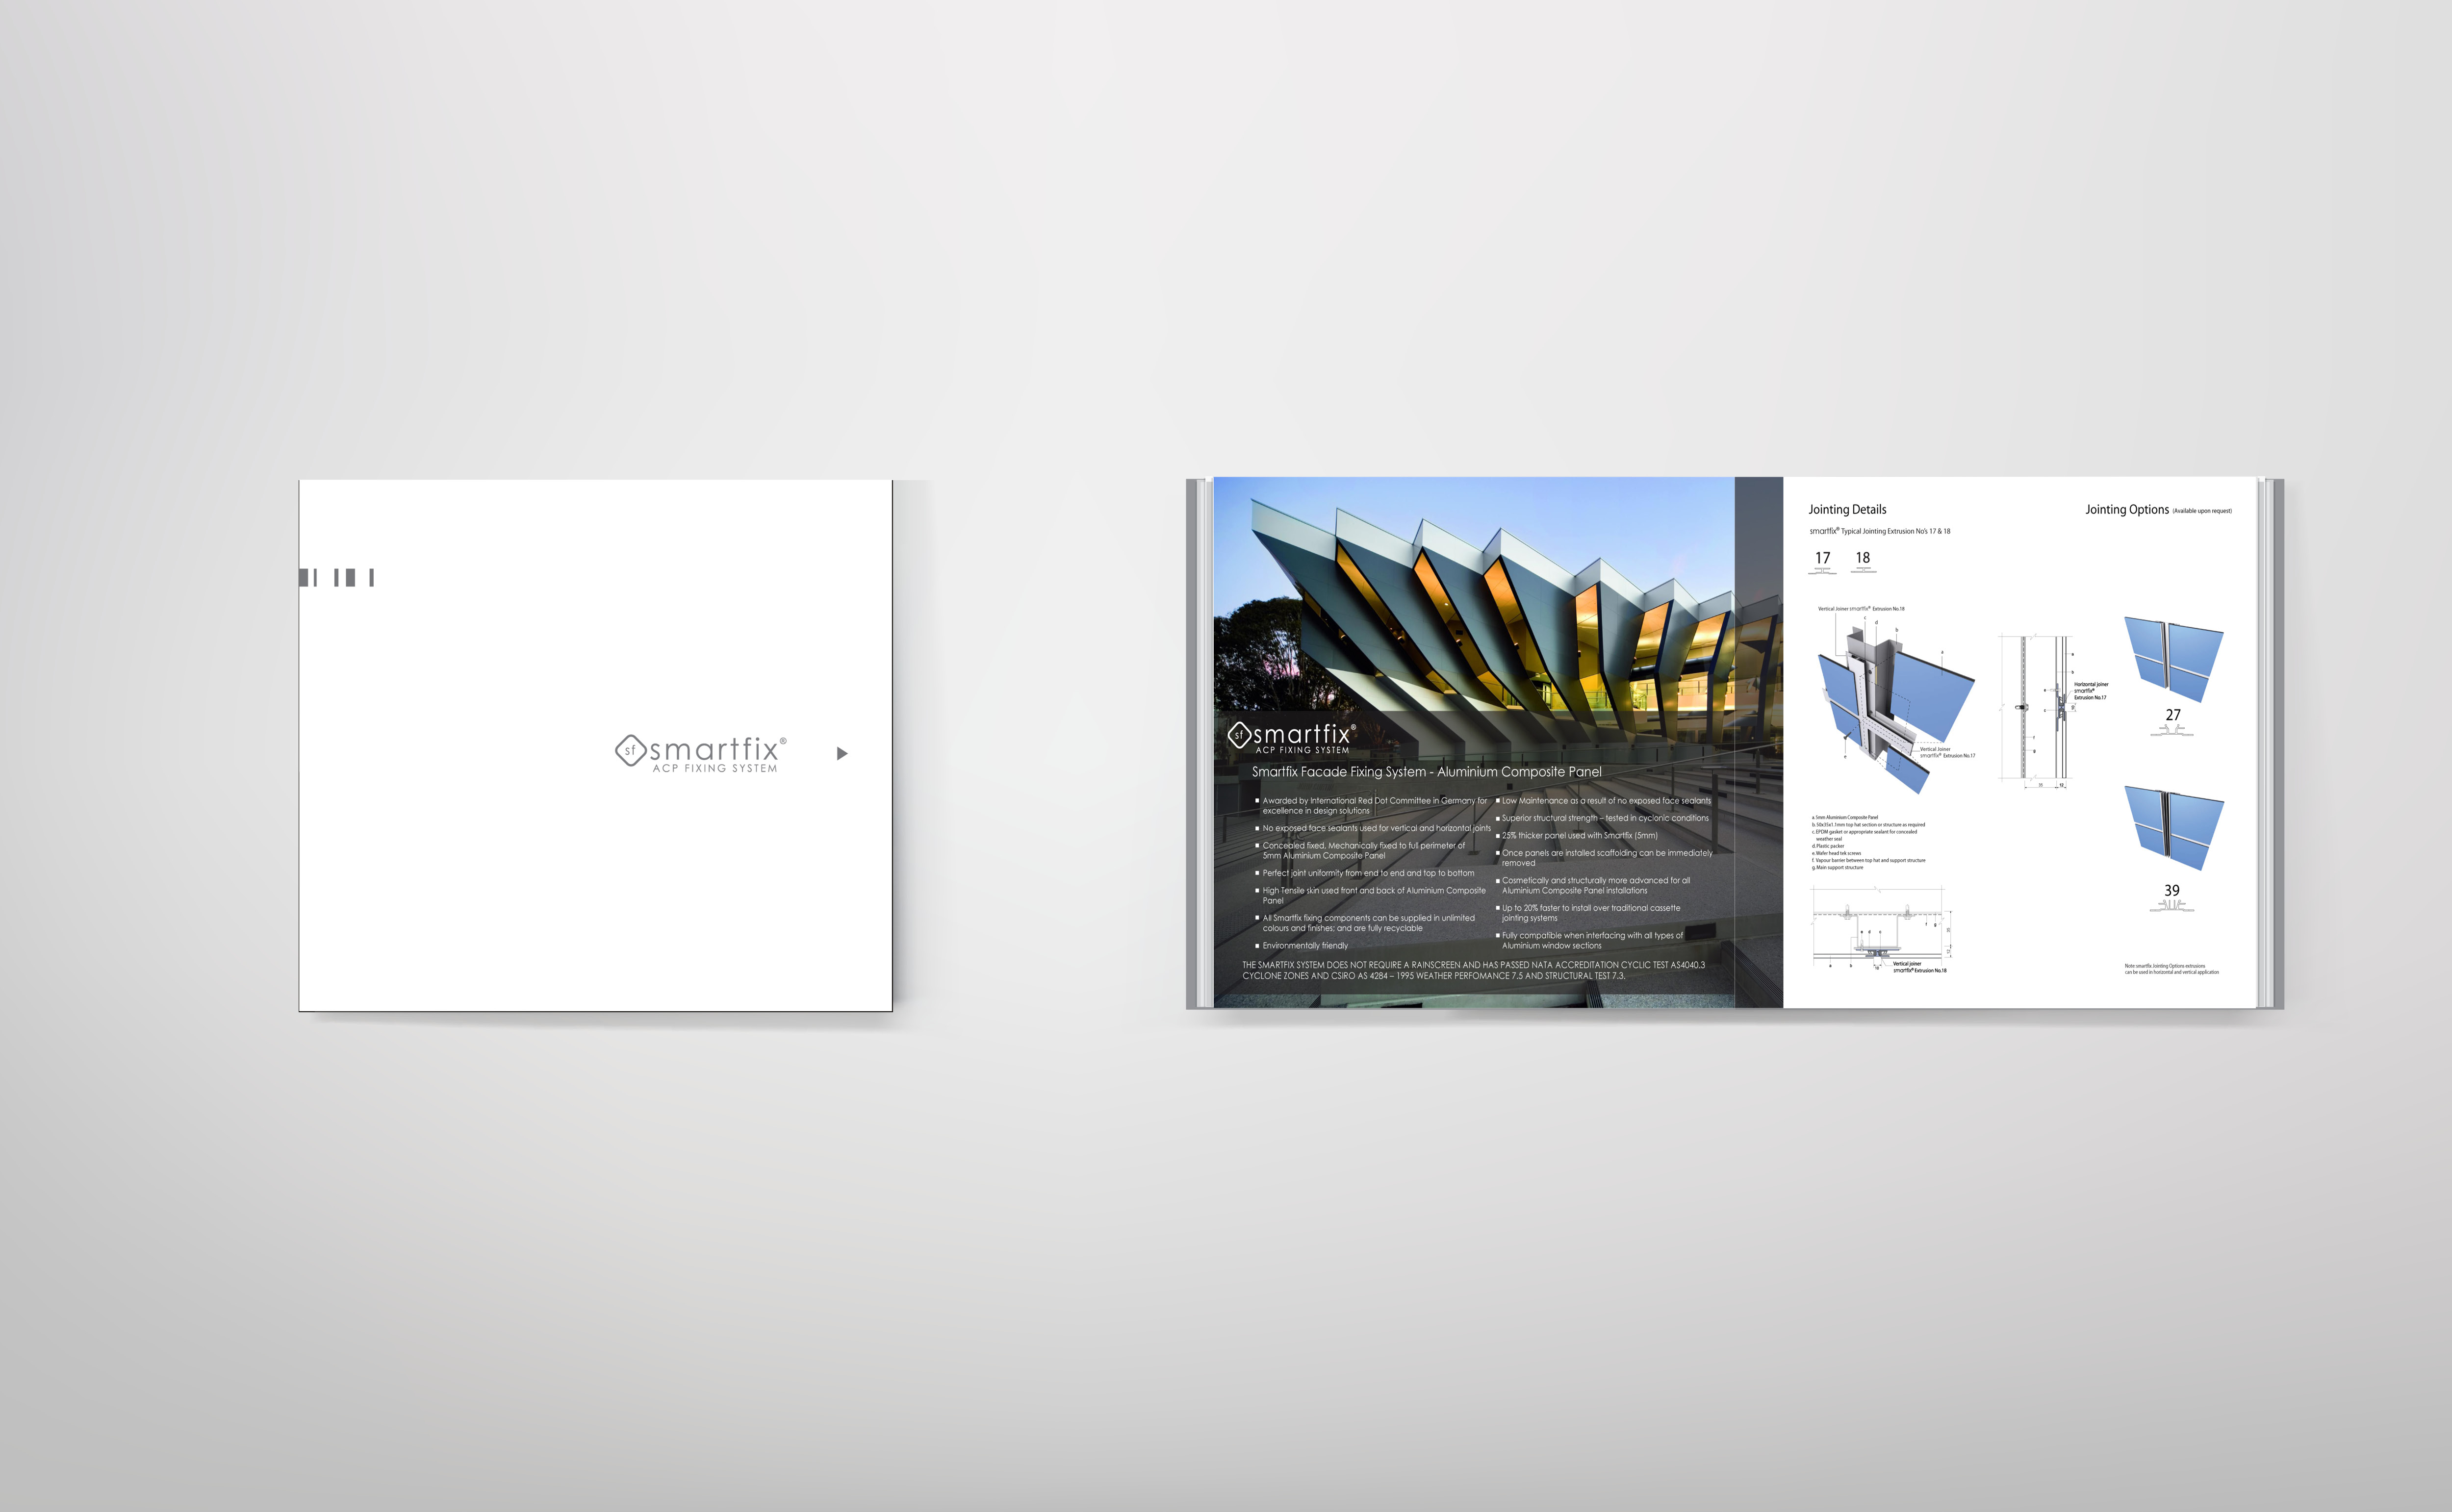 sf smartfix®
ACP FIXING SYSTEM
sf smartfix®
ACP FIXING SYSTEM
Smartfix Facade Fixing System - Aluminium Composite Panel
Awarded by International Red Dot Committee in Germany for
excellence in design solutions
No exposed face sealants used for vertical and horizontal joints
Concealed fixed, Mechanically fixed to full perimeter of
5mm Aluminium Composite Panel
Perfect joint uniformity from end to end and top to bottom
High Tensile skin used front and back of Aluminium Composite
Panel
All Smartfix fixing components can be supplied in unlimited
colours and finishes; and are fully recyclable
Environmentally friendly
Low Maintenance as a result of no exposed face sealants
Superior structural strength – tested in cyclonic conditions
25% thicker panel used with Smartfix (5mm)
Once panels are installed scaffolding can be immediately
removed
Cosmetically and structurally more advanced for all
Aluminium Composite Panel installations
Up to 20% faster to install over traditional cassette
jointing systems
Fully compatible when interfacing with all types of
Aluminium window sections
THE SMARTFIX SYSTEM DOES NOT REQUIRE A RAINSCREEN AND HAS PASSED NATA ACCREDITATION CYCLIC TEST AS4040.3
CYCLONE ZONES AND CSIRO AS 4284 – 1995 WEATHER PERFOMANCE 7.5 AND STRUCTURAL TEST 7.3.
Jointing Details
smartfix® Typical Jointing Extrusion No's 17 & 18
17 18
Vertical Joiner smartfix® Extrusion No.18
c
d
b
a
e
Vertical Joiner
smartfix® Extrusion No.17
Horizontal joiner
smartfix®
Extrusion No.17
a. 5mm Aluminium Composite Panel
b. 50x35x1.1mm top hat section or structure as required
c. EPDM gasket or appropriate sealant for concealed
weather seal
d. Plastic packer
e. Wafer head tek screws
f. Vapour barrier between top hat and support structure
g. Main support structure
Vertical joiner
smartfix® Extrusion No.18
Jointing Options (Available upon request)
27
39
Note smartfix Jointing Options extrusions
can be used in horizontal and vertical application